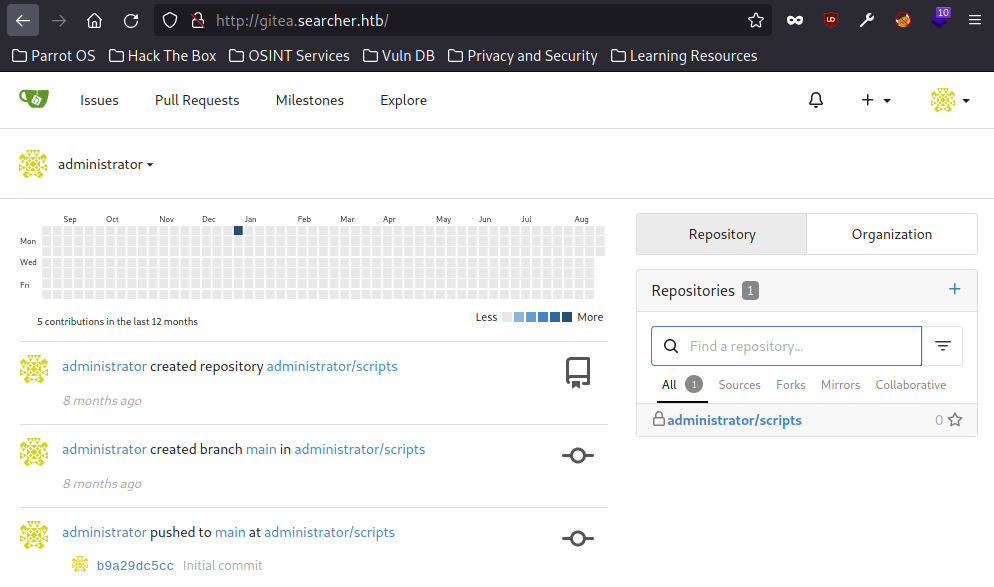 10
http://gitea.searcher.htb/
Parrot OS Hack The Box OSINT Services Vuln DB Privacy and Security Learning Resources
Issues Pull Requests Milestones Explore
administrator
Sep Oct Nov Dec Jan Feb Mar Apr May Jun Jul Aug
Mon
Wed
Fri
5 contributions in the last 12 months
Less More
administrator created repository administrator/scripts
8 months ago
administrator created branch main in administrator/scripts
8 months ago
administrator pushed to main at administrator/scripts
b9a29dc5cc Initial commit
Repository Organization
Repositories 1
Find a repository...
All 1 Sources Forks Mirrors Collaborative
administrator/scripts 0